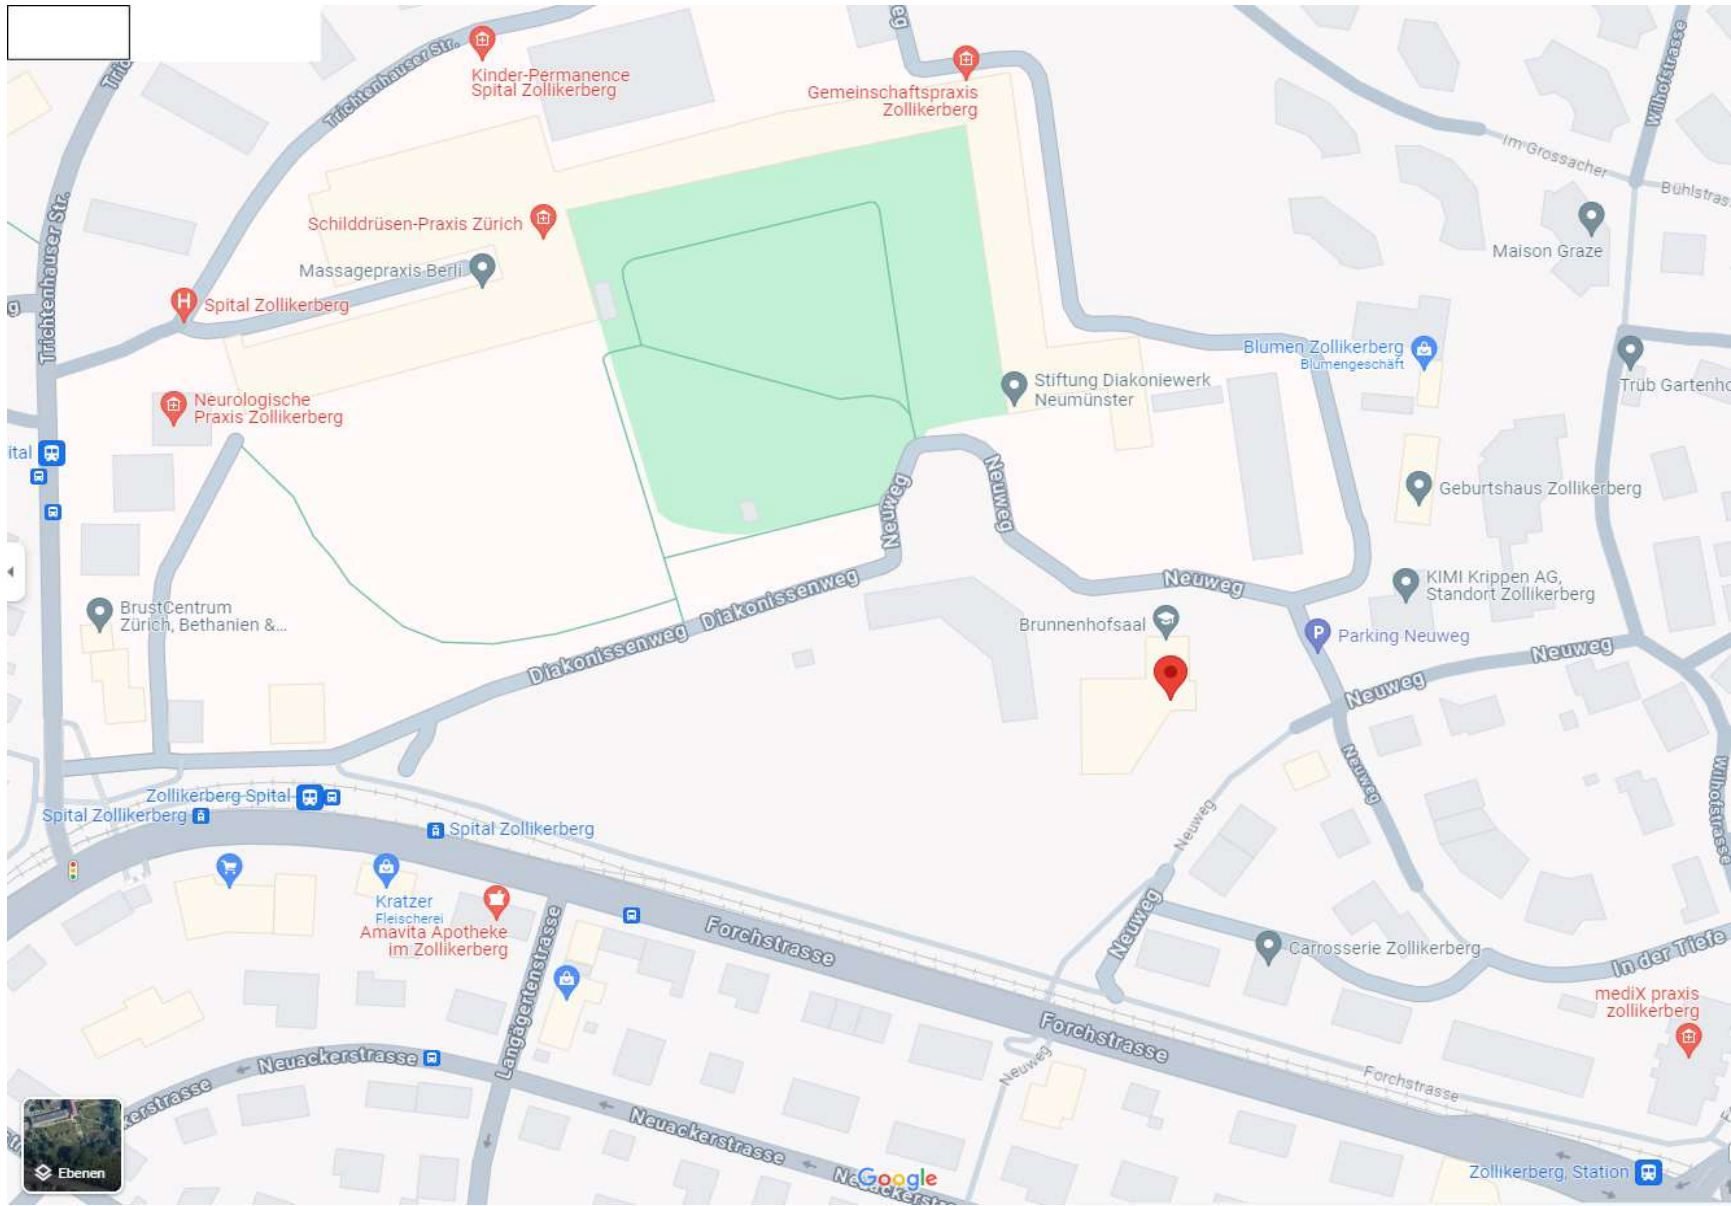 Trichtenhauser Str.
Kinder-Permanence
Spital Zollikerberg
Gemeinschaftspraxis
Zollikerberg
Wilhofstrasse
Im Grossacher
Trichtenhauser Str.
Schilddrüsen-Praxis Zürich
Maison Graze
Massagepraxis Berli
Spital Zollikerberg
Blumen Zollikerberg
Blumengeschäft
Stiftung Diakoniewerk
Neumünster
Neurologische
Praxis Zollikerberg
Neuweg
Neuweg
Geburtshaus Zollikerberg
Neuweg
KIMI Krippen AG,
Standort Zollikerberg
BrustCentrum
Zürich, Bethanien &...
Diakonissenweg
Diakonissenweg
Brunnenhofsaal
Parking Neuweg
Neuweg
Neuweg
Neuweg
Wilhofstrasse
Zollikerberg Spital
Spital Zollikerberg
Spital Zollikerberg
Neuweg
Kratzer
Fleischerei
Amavita Apotheke
im Zollikerberg
Langägertenstrasse
Forchstrasse
Neuweg
Carrosserie Zollikerberg
In der Tiefe
mediX praxis
zollikerberg
Neuackerstrasse
Forchstrasse
Neuweg
Forchstrasse
Neuackerstrasse
Ebenen
Google
Zollikerberg, Station